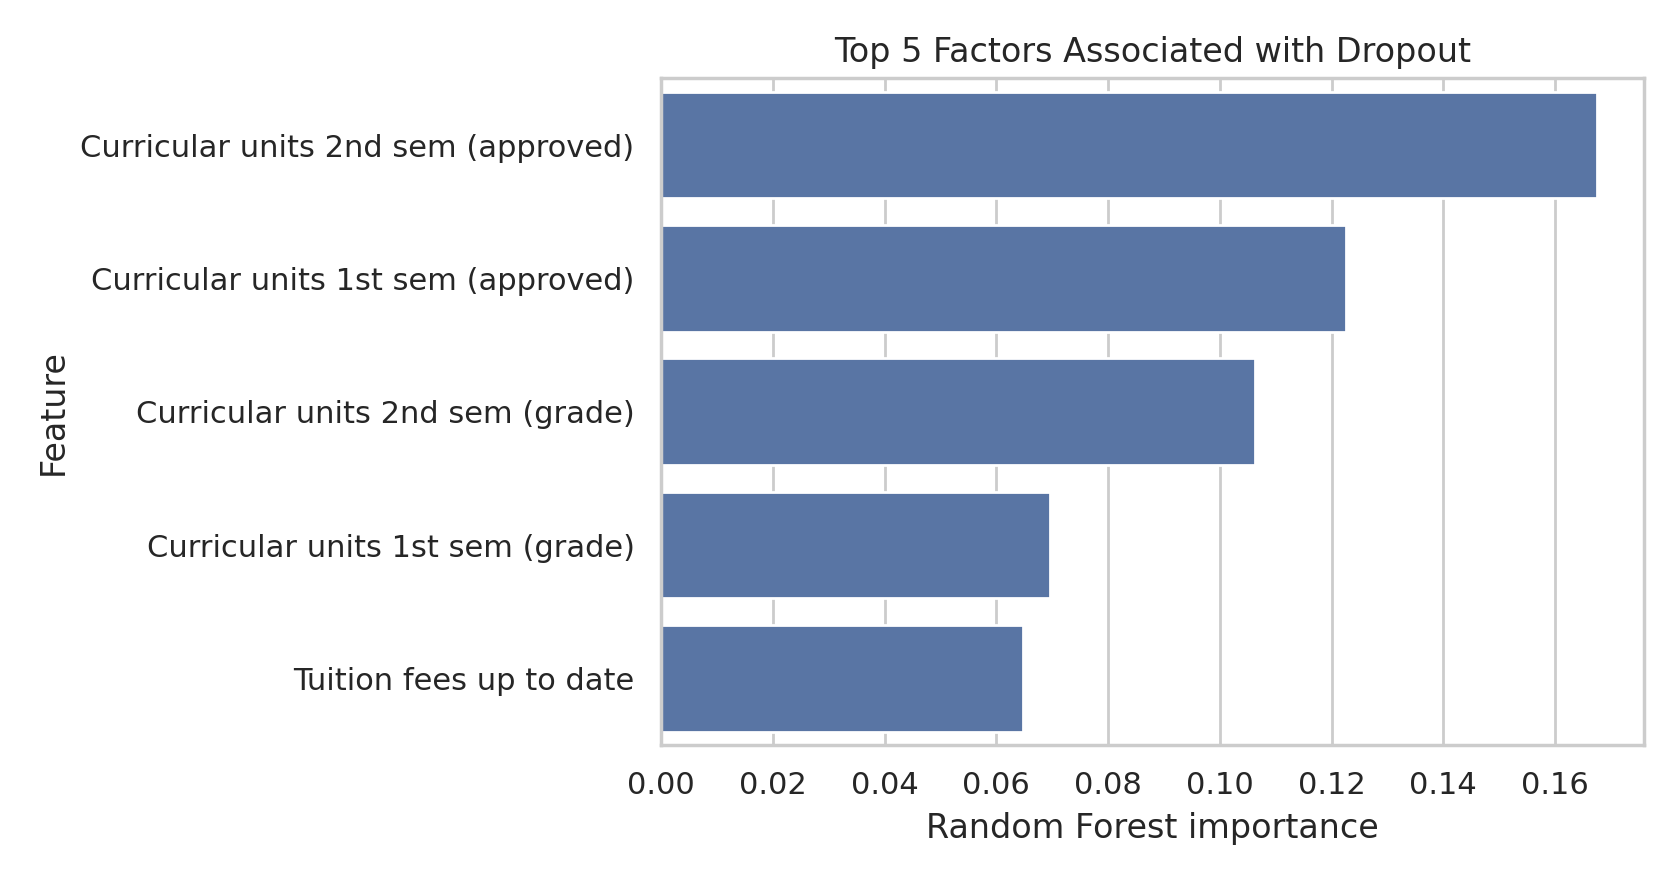 Top 5 Factors Associated with Dropout
Feature
Curricular units 2nd sem (approved)
Curricular units 1st sem (approved)
Curricular units 2nd sem (grade)
Curricular units 1st sem (grade)
Tuition fees up to date
0.00 0.02 0.04 0.06 0.08 0.10 0.12 0.14 0.16
Random Forest importance